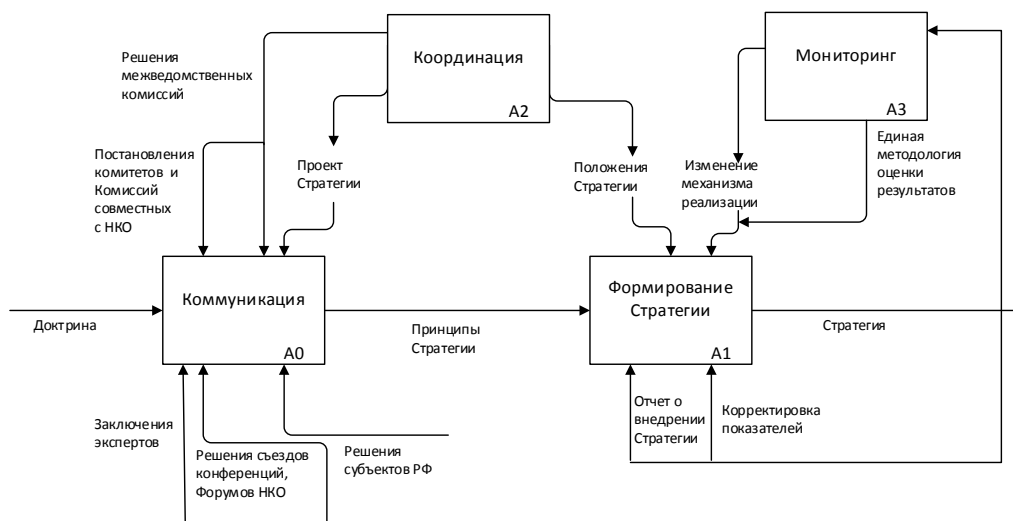 Координация
A2
Мониторинг
A3
Решения
межведомственных
комиссий
Постановления
комитетов и
Комиссий
совместных
с НКО
Проект
Стратегии
Положения
Стратегии
Изменение
механизма
реализации
Единая
методология
оценки
результатов
Коммуникация
A0
Формирование
Стратегии
A1
Доктрина
Принципы
Стратегии
Стратегия
Заключения
экспертов
Решения съездов
конференций,
Форумов НКО
Решения
субъектов РФ
Отчет о
внедрении
Стратегии
Корректировка
показателей